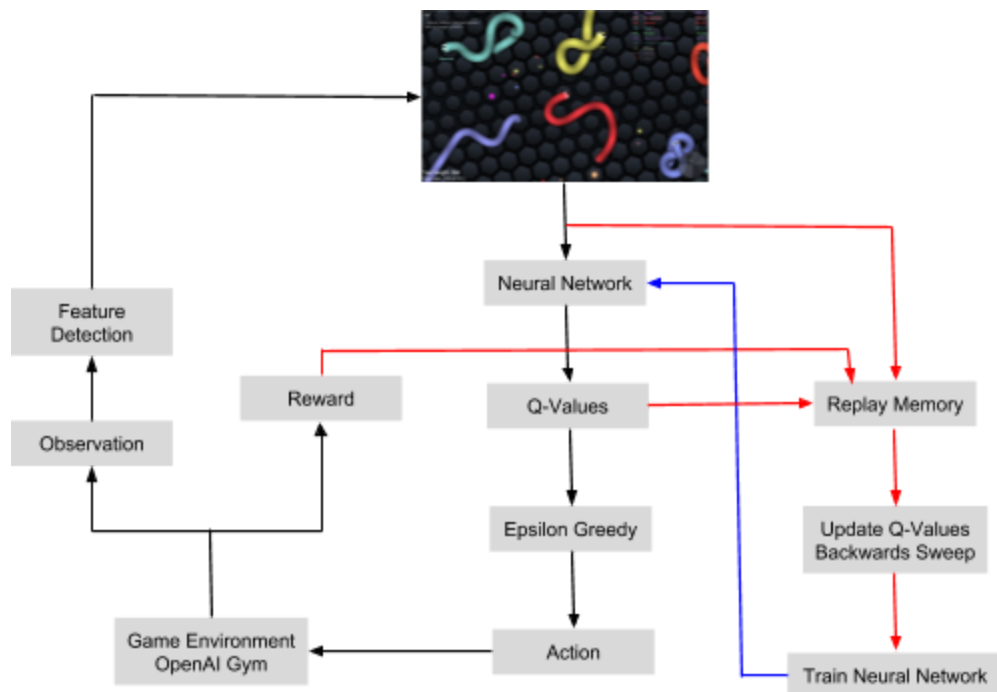 Neural Network
Feature
Detection
Reward
Q-Values
Replay Memory
Observation
Epsilon Greedy
Update Q-Values
Backwards Sweep
Game Environment
OpenAI Gym
Action
Train Neural Network